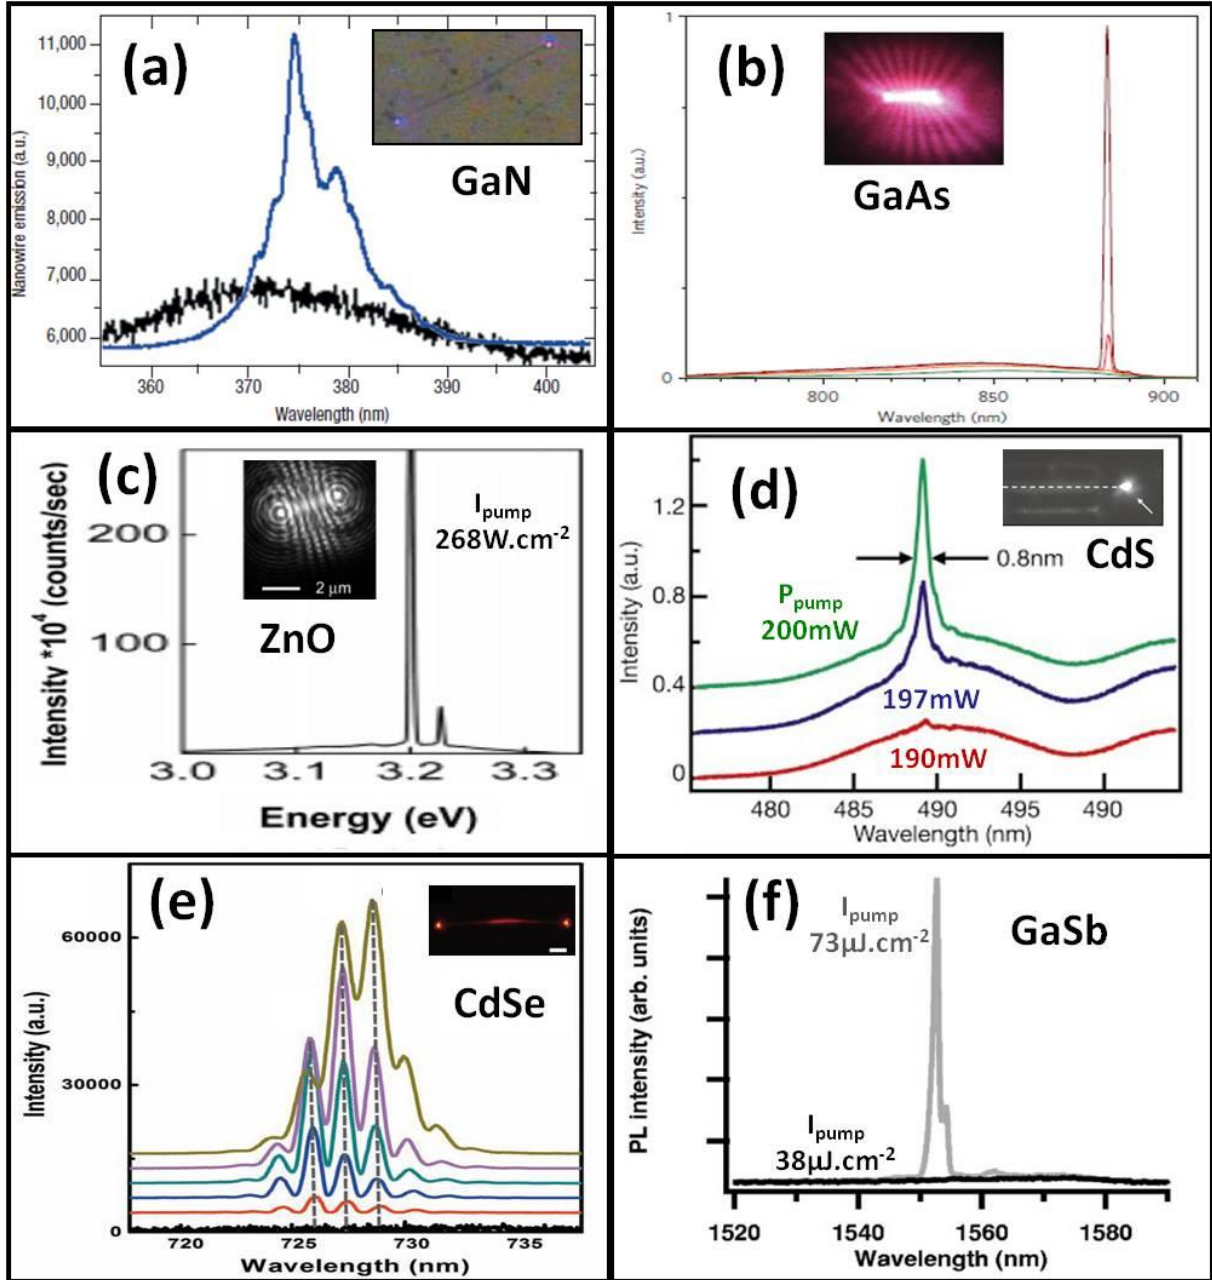 (a)
11,000
10,000
9,000
8,000
7,000
6,000
Nanowire emission (a.u.)
GaN
360 370 380 390 400
Wavelength (nm)
(b)
1
0
Intensity (a.u.)
GaAs
800 850 900
Wavelength (nm)
(c)
Intensity *10⁴ (counts/sec)
200
100
2 μm
ZnO
Ipump
268W.cm⁻²
3.0 3.1 3.2 3.3
Energy (eV)
(d)
Intensity (a.u.)
1.2
0.8
0.4
0
0.8nm
CdS
Ppump
200mW
197mW
190mW
480 485 490 495 490
Wavelength (nm)
(e)
Intensity (a.u.)
60000
30000
0
CdSe
720 725 730 735
Wavelength (nm)
(f)
PL intensity (arb. units)
Ipump
73μJ.cm⁻²
GaSb
Ipump
38μJ.cm⁻²
1520 1540 1560 1580
Wavelength (nm)